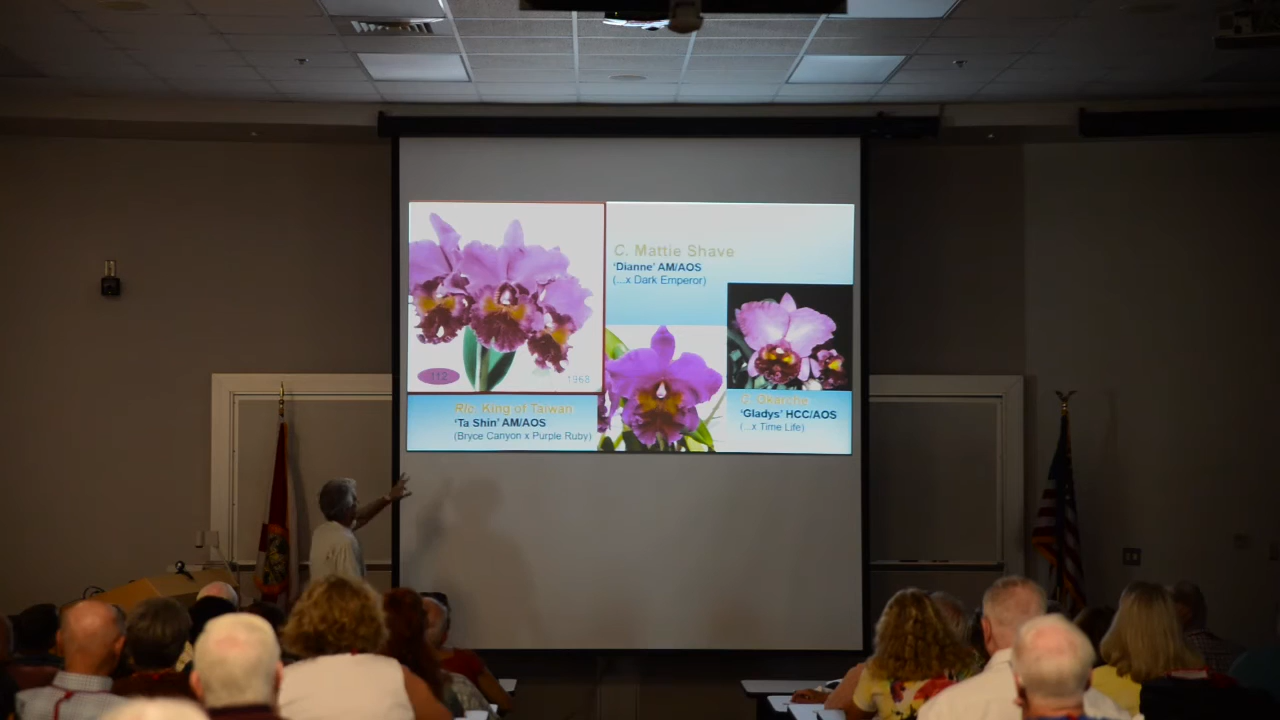 C. Mattie Shave
'Dianne' AM/AOS
(...x Dark Emperor)
112
1968
Rlc. King of Taiwan
'Ta Shin' AM/AOS
(Bryce Canyon x Purple Ruby)
'Gladys' HCC/AOS
(...x Time Life)